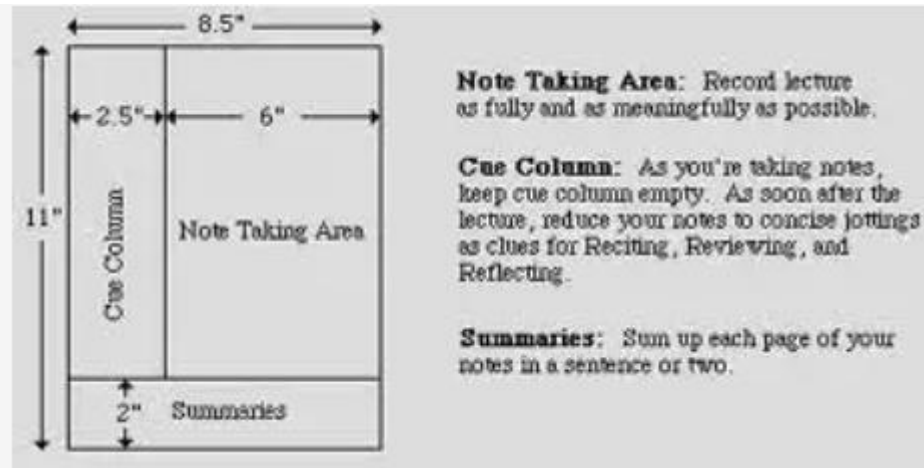 8.5"
2.5"
6"
11"
Cue Column
Note Taking Area
2"
Summaries
Note Taking Area: Record lecture
as fully and as meaningfully as possible.
Cue Column: As you're taking notes,
keep cue column empty. As soon after the
lecture, reduce your notes to concise jottings
as clues for Reciting, Reviewing, and
Reflecting.
Summaries: Sum up each page of your
notes in a sentence or two.